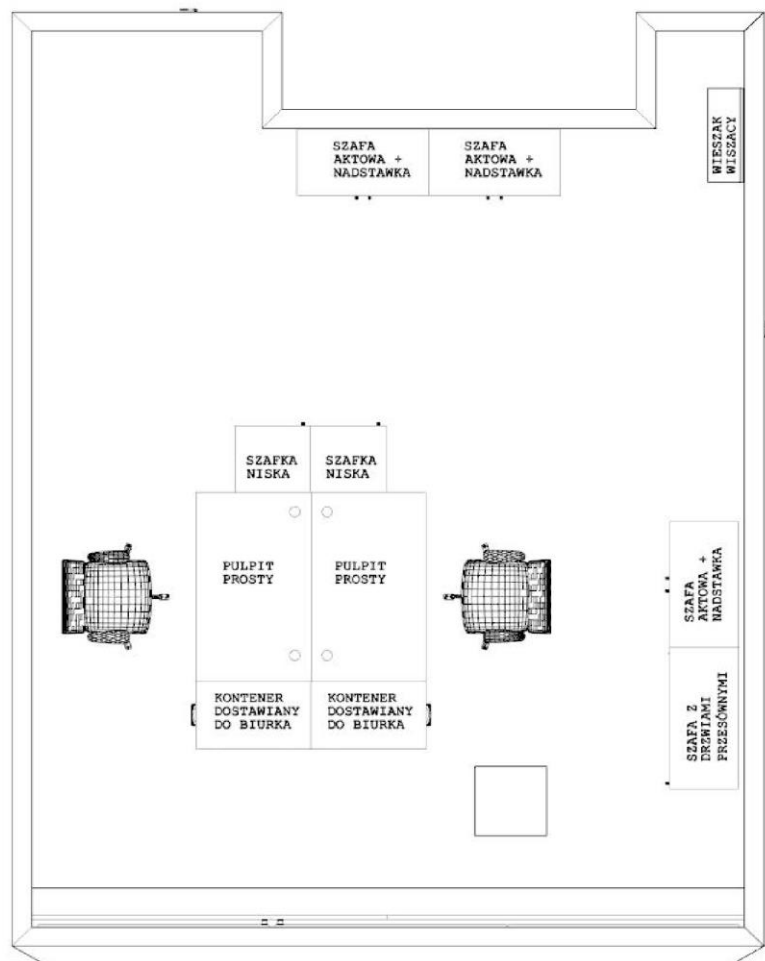 SZAFA
AKTOWA +
NADSTAWKA
SZAFA
AKTOWA +
NADSTAWKA
WIESZAK
WISZACY
SZAFKA
NISKA
SZAFKA
NISKA
PULPIT
PROSTY
PULPIT
PROSTY
SZAFA
AKTOWA +
NADSTAWKA
KONTENER
DOSTAWIANY
DO BIURKA
KONTENER
DOSTAWIANY
DO BIURKA
SZAFA Z
DRZWIAMI
PRZESÓWNYMI